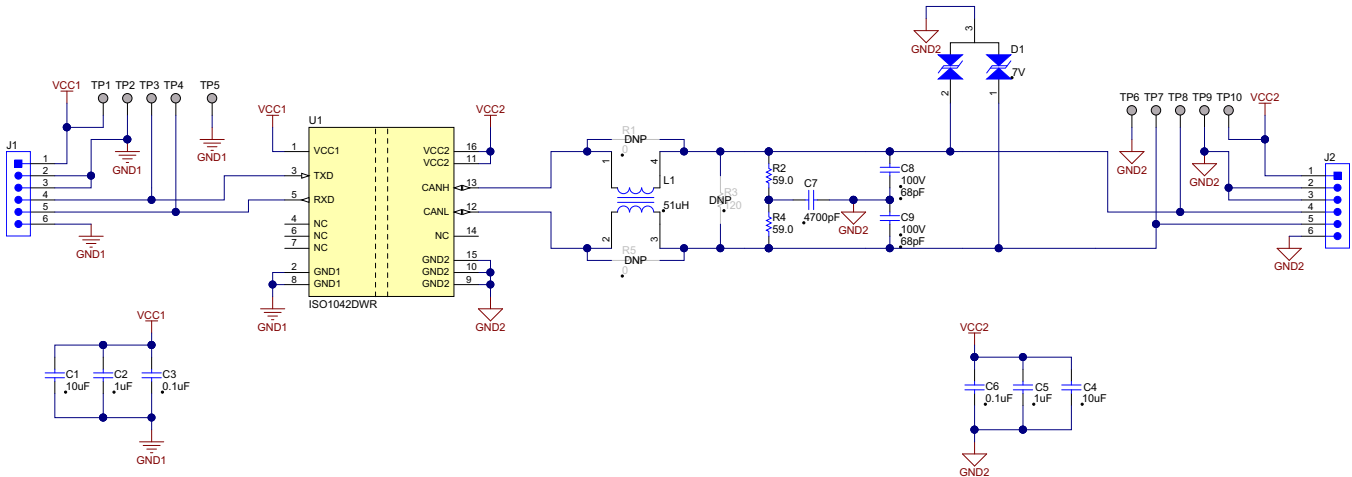 3
GND2
D1
7V
2
1
VCC1
TP1
TP2
TP3
TP4
TP5
GND1
GND1
J1
1
2
3
4
5
6
GND1
VCC1
U1
VCC2
1
VCC1
VCC2
16
VCC2
11
3
TXD
CANH
13
5
RXD
CANL
12
4
NC
6
NC
NC
14
7
NC
GND2
15
2
GND1
GND2
10
8
GND1
GND2
9
ISO1042DWR
GND1
GND2
R1
DNP
0
1
4
L1
51uH
2
3
R5
DNP
0
R3
DNP
120
R2
59.0
R4
59.0
C7
4700pF
GND2
C8
100V
68pF
C9
100V
68pF
TP6
TP7
TP8
TP9
TP10
VCC2
GND2
GND2
J2
1
2
3
4
5
6
GND2
VCC1
C1
10uF
C2
1uF
C3
0.1uF
GND1
VCC2
C6
0.1uF
C5
1uF
C4
10uF
GND2